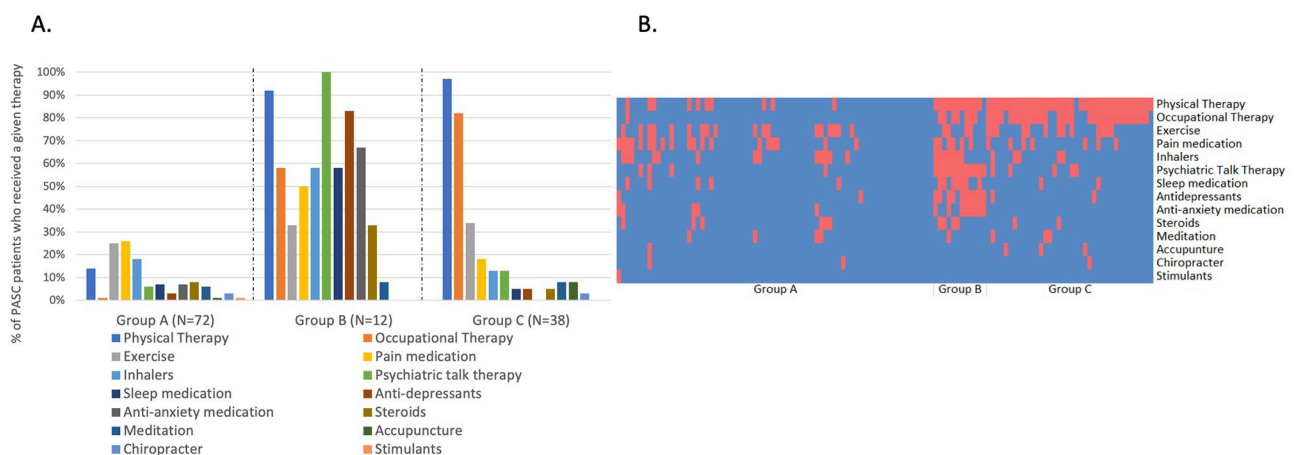 A.
B.
% of PASC patients who received a given therapy
100%
90%
80%
70%
60%
50%
40%
30%
20%
10%
0%
Group A (N=72)
Group B (N=12)
Group C (N=38)
Physical Therapy
Occupational Therapy
Exercise
Pain medication
Inhalers
Psychiatric talk therapy
Sleep medication
Anti-depressants
Anti-anxiety medication
Steroids
Meditation
Acupuncture
Chiropracter
Stimulants
Physical Therapy
Occupational Therapy
Exercise
Pain medication
Inhalers
Psychiatric Talk Therapy
Sleep medication
Antidepressants
Anti-anxiety medication
Steroids
Meditation
Accupunture
Chiropracter
Stimulants
Group A
Group B
Group C